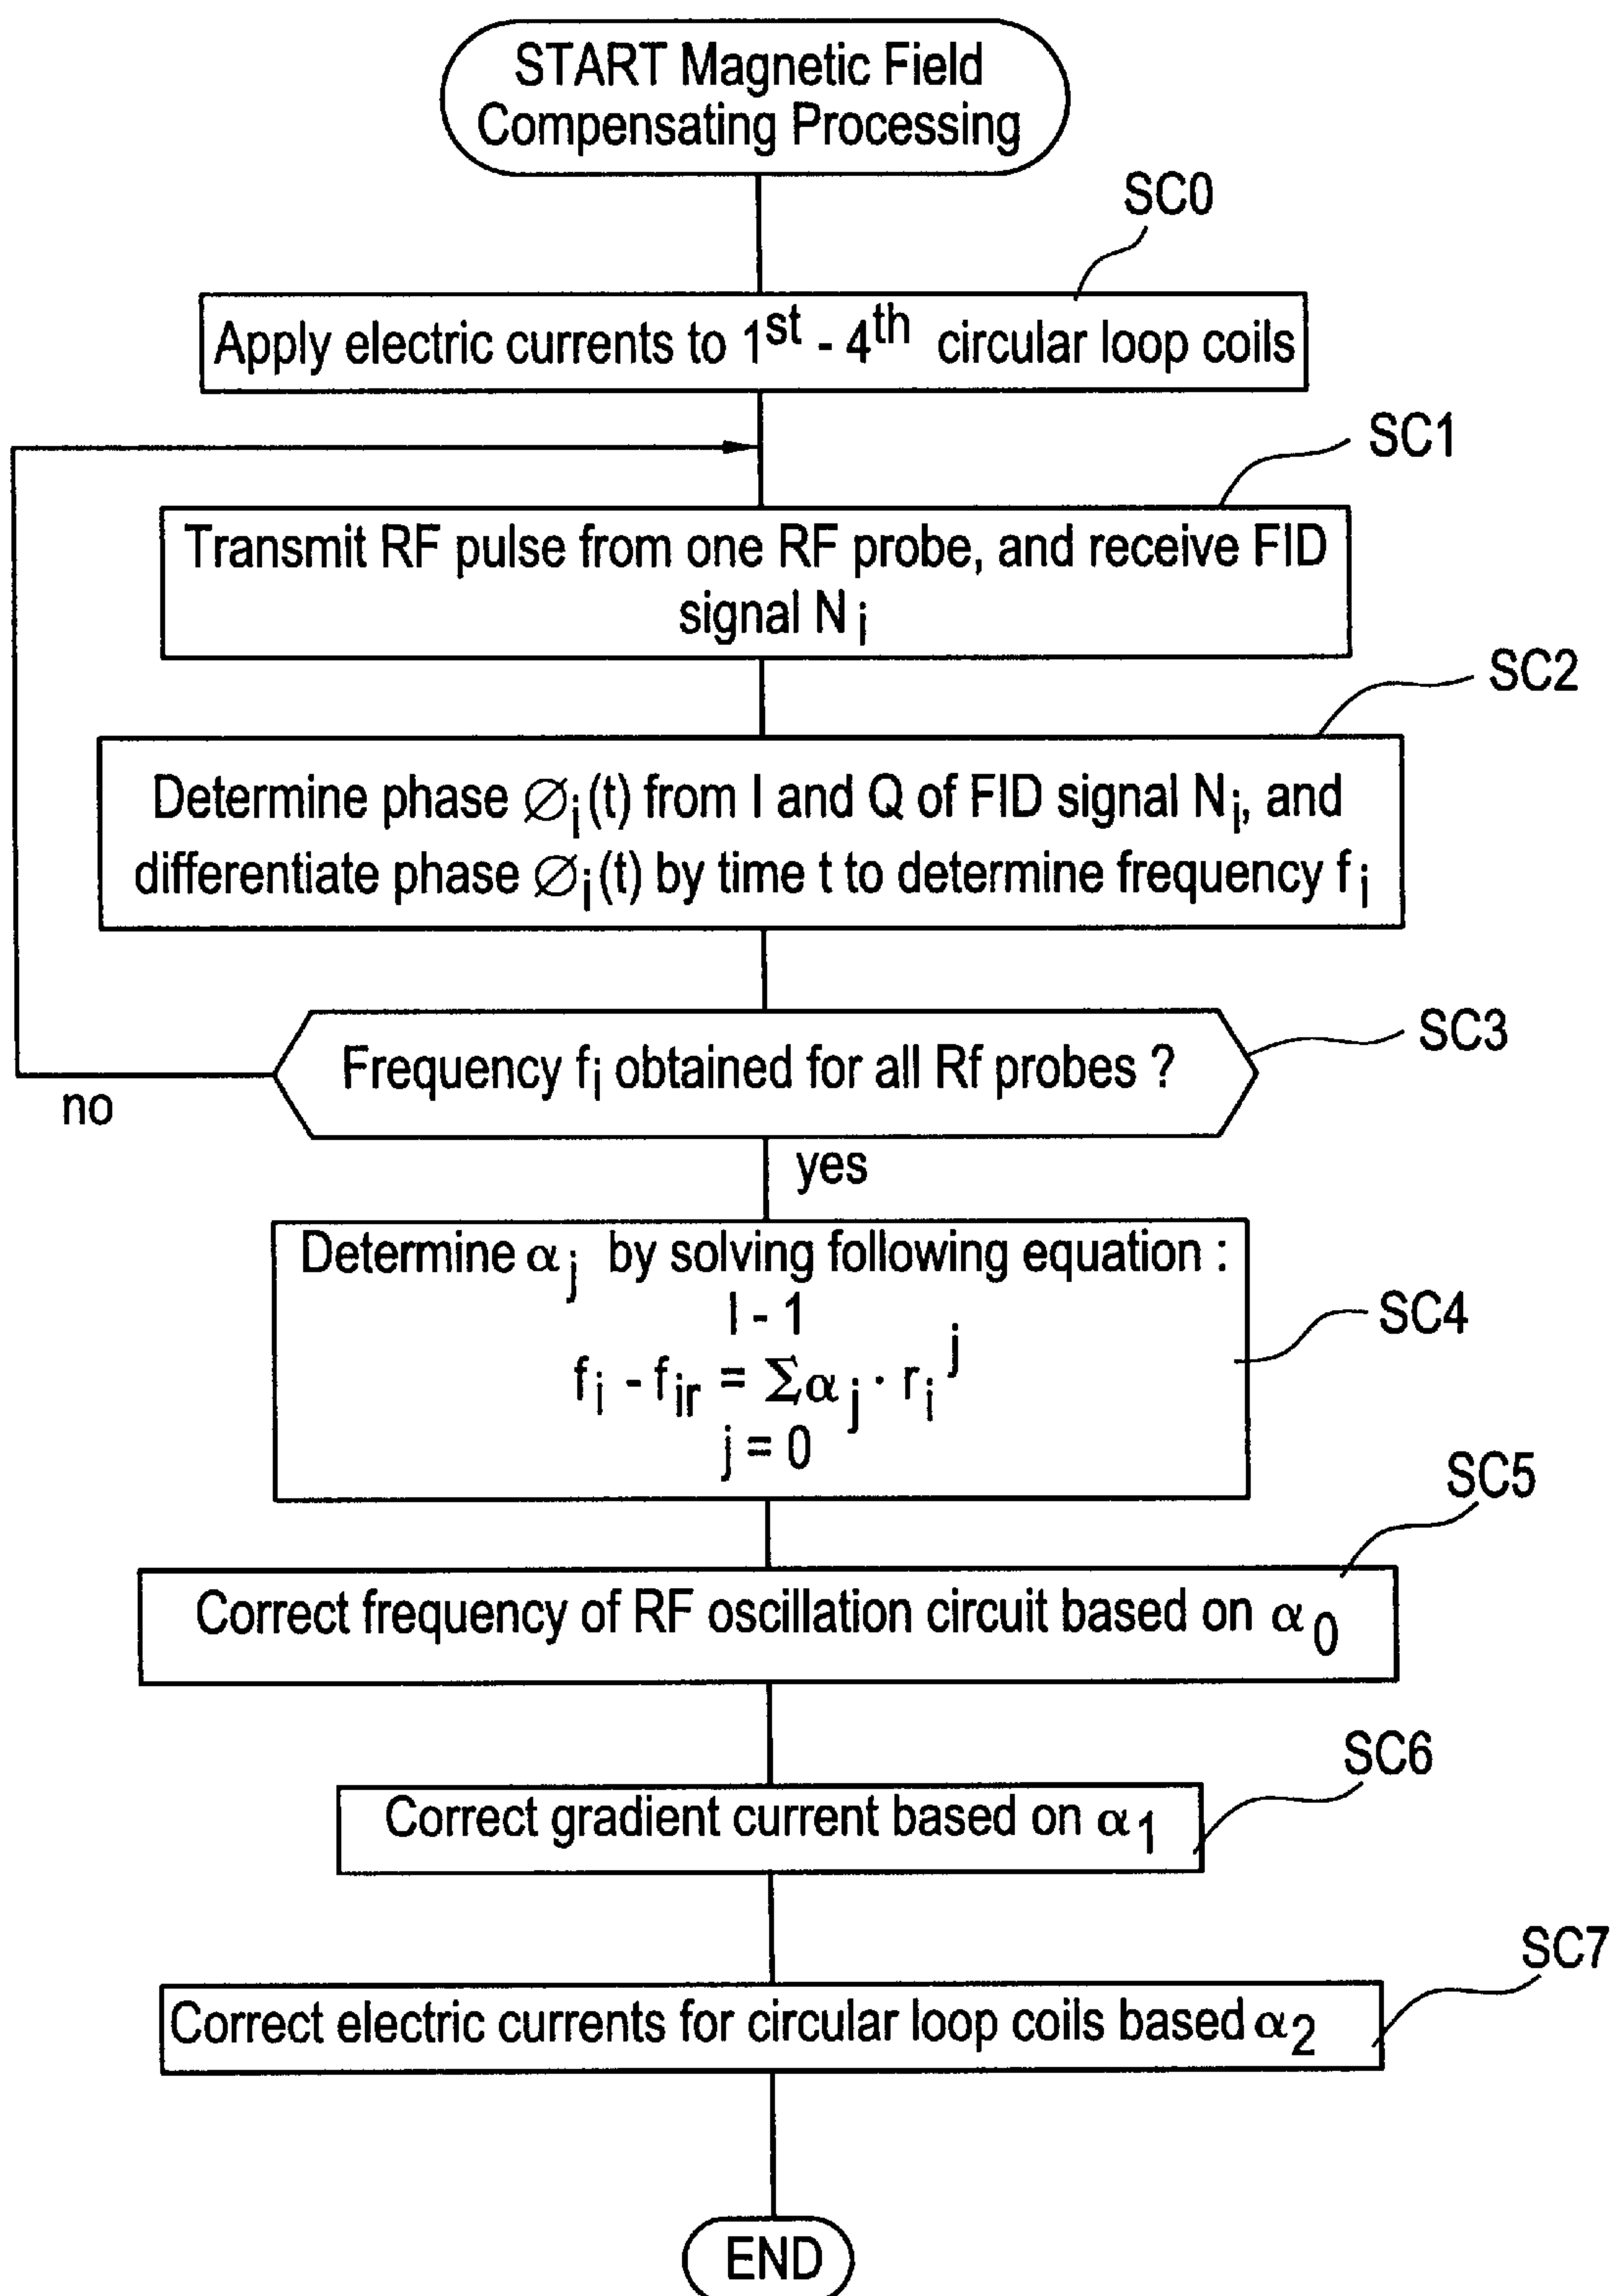 START Magnetic Field
Compensating Processing
SC0
Apply electric currents to 1st - 4th circular loop coils
SC1
Transmit RF pulse from one RF probe, and receive FID
signal Ni
SC2
Determine phase ∅i(t) from I and Q of FID signal Ni, and
differentiate phase ∅i(t) by time t to determine frequency fi
SC3
Frequency fi obtained for all Rf probes ?
no
yes
Determine αj by solving following equation :
I - 1
fi - fir = Σαj · ri^j
j = 0
SC4
SC5
Correct frequency of RF oscillation circuit based on α0
SC6
Correct gradient current based on α1
SC7
Correct electric currents for circular loop coils based α2
END